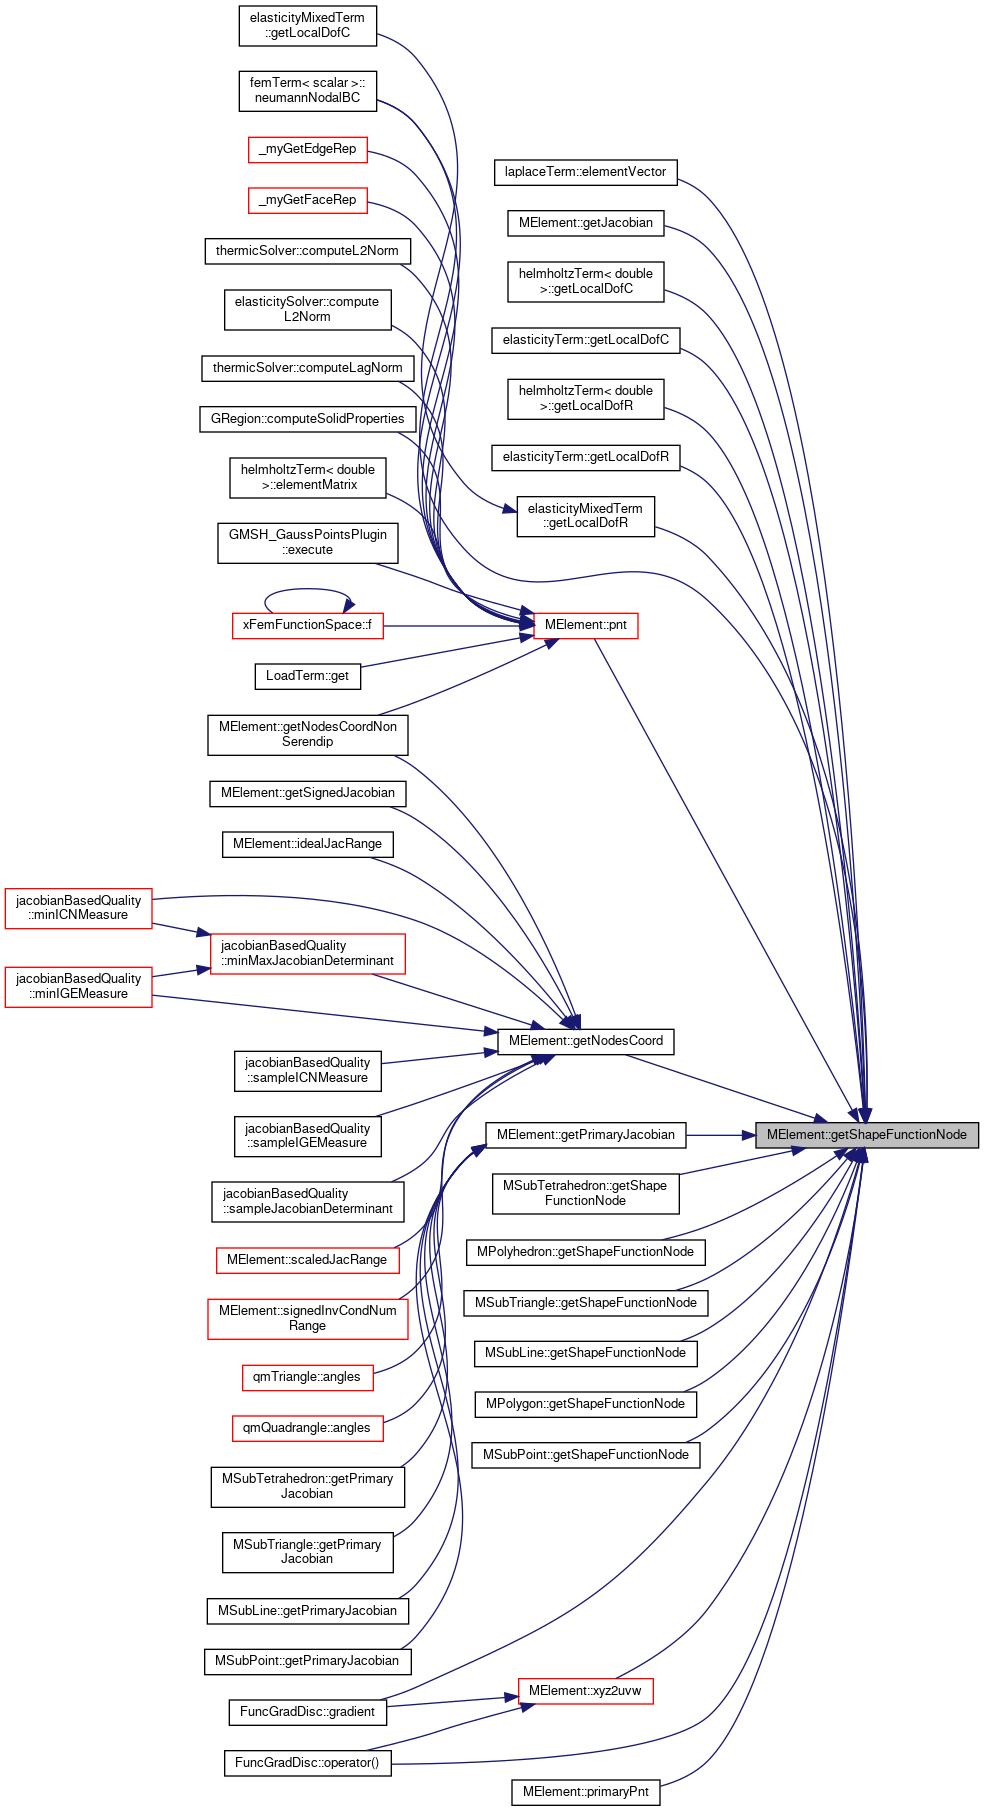 elasticityMixedTerm
::getLocalDofC
femTerm< scalar >::
neumannNodalBC
_myGetEdgeRep
_myGetFaceRep
thermicSolver::computeL2Norm
elasticitySolver::compute
L2Norm
thermicSolver::computeLagNorm
GRegion::computeSolidProperties
helmholtzTerm< double
>::elementMatrix
GMSH_GaussPointsPlugin
::execute
xFemFunctionSpace::f
LoadTerm::get
MElement::getNodesCoordNon
Serendip
MElement::getSignedJacobian
MElement::idealJacRange
jacobianBasedQuality
::minICNMeasure
jacobianBasedQuality
::minMaxJacobianDeterminant
jacobianBasedQuality
::minIGEMeasure
jacobianBasedQuality
::sampleICNMeasure
jacobianBasedQuality
::sampleIGEMeasure
jacobianBasedQuality
::sampleJacobianDeterminant
MElement::scaledJacRange
MElement::signedInvCondNum
Range
qmTriangle::angles
qmQuadrangle::angles
MSubTetrahedron::getPrimary
Jacobian
MSubTriangle::getPrimary
Jacobian
MSubLine::getPrimaryJacobian
MSubPoint::getPrimaryJacobian
FuncGradDisc::gradient
FuncGradDisc::operator()
laplaceTerm::elementVector
MElement::getJacobian
helmholtzTerm< double
>::getLocalDofC
elasticityTerm::getLocalDofC
helmholtzTerm< double
>::getLocalDofR
elasticityTerm::getLocalDofR
elasticityMixedTerm
::getLocalDofR
MElement::pnt
MElement::getNodesCoord
MElement::getPrimaryJacobian
MSubTetrahedron::getShape
FunctionNode
MPolyhedron::getShapeFunctionNode
MSubTriangle::getShapeFunctionNode
MSubLine::getShapeFunctionNode
MPolygon::getShapeFunctionNode
MSubPoint::getShapeFunctionNode
MElement::xyz2uvw
MElement::primaryPnt
MElement::getShapeFunctionNode